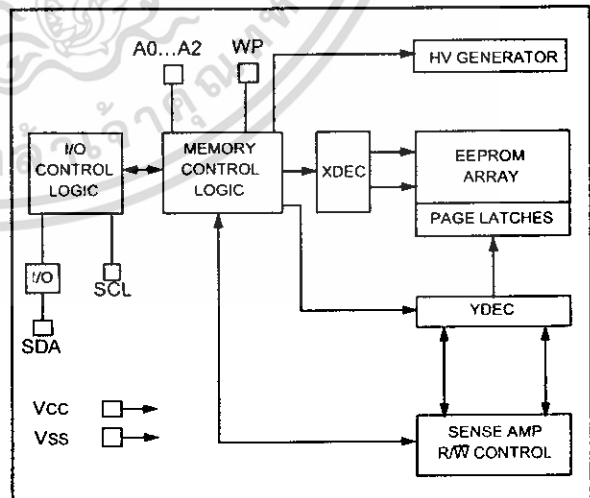 A0...A2
WP
HV GENERATOR
I/O
CONTROL
LOGIC
MEMORY
CONTROL
LOGIC
XDEC
EEPROM
ARRAY
PAGE LATCHES
I/O
SCL
SDA
YDEC
Vcc
Vss
SENSE AMP
R/W̅ CONTROL